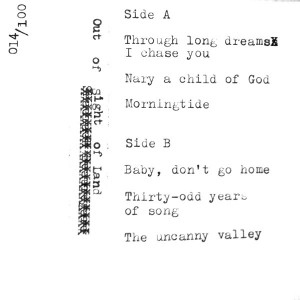 014/100
Out of Sight of Land
Side A
Through long dreams
I chase you
Nary a child of God
Morningtide
Side B
Baby, don't go home
Thirty-odd years
of song
The uncanny valley